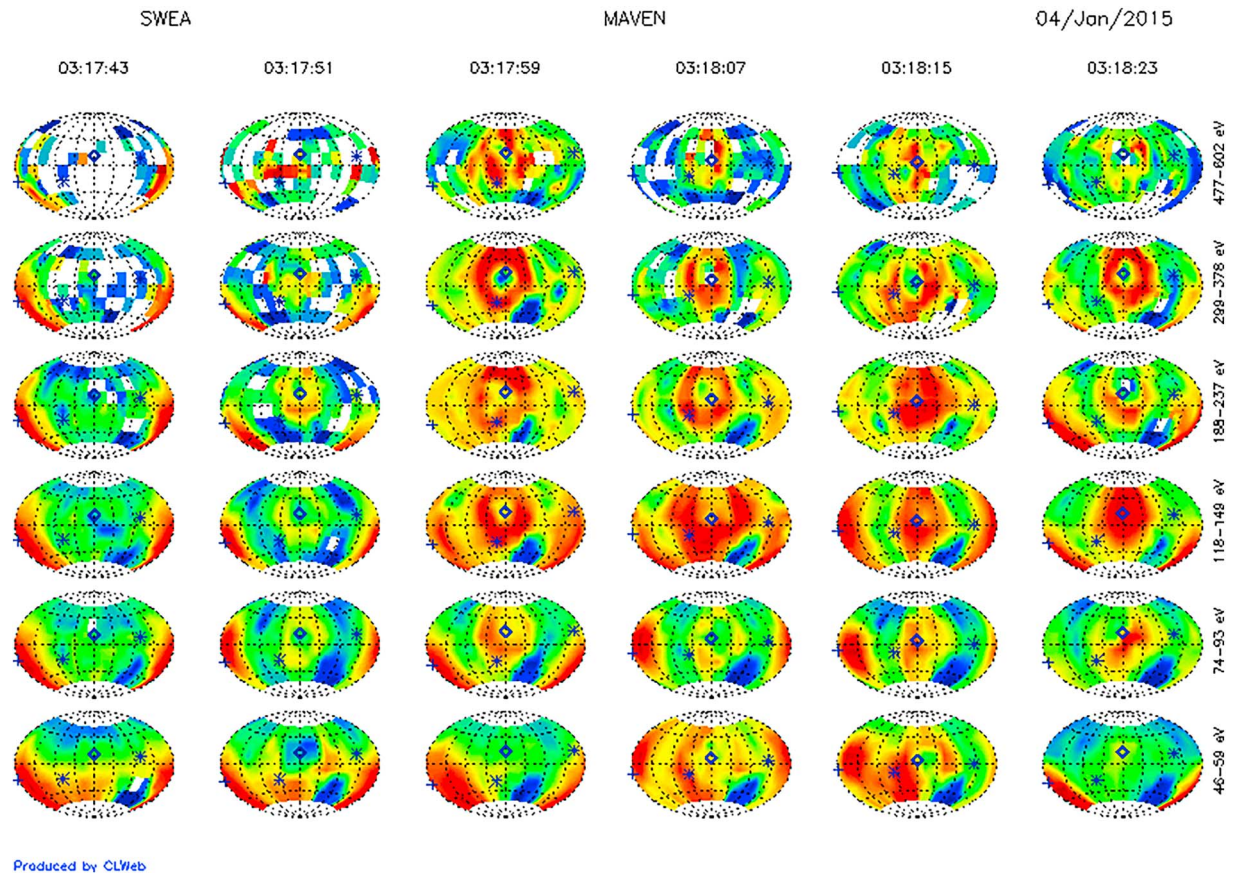 SWEA MAVEN 04/Jan/2015
03:17:43 03:17:51 03:17:59 03:18:07 03:18:15 03:18:23
477-602 eV
299-378 eV
188-237 eV
118-149 eV
74-93 eV
46-59 eV
Produced by CLWeb